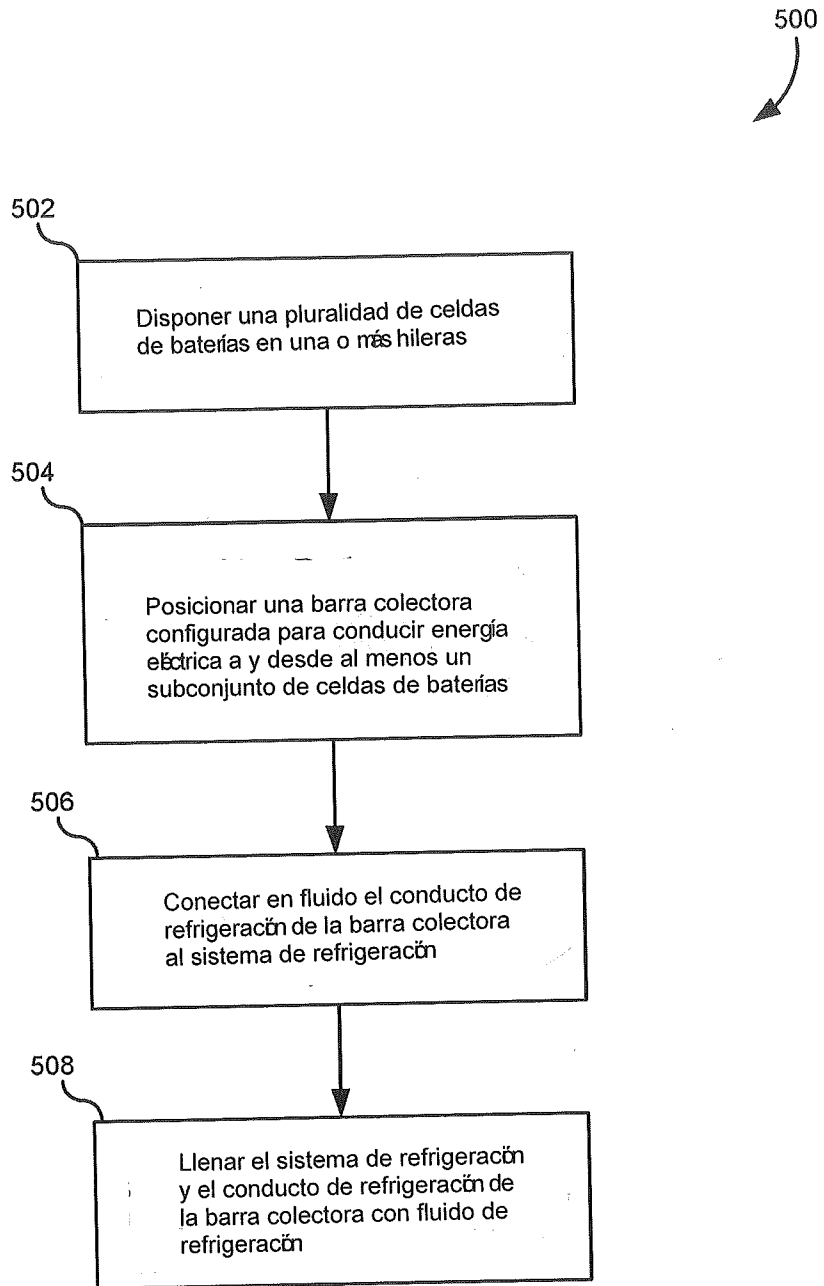 500
502
Disponer una pluralidad de celdas
de baterías en una o más hileras
504
Posicionar una barra colectora
configurada para conducir energía
eléctrica a y desde al menos un
subconjunto de celdas de baterías
506
Conectar en fluido el conducto de
refrigeración de la barra colectora
al sistema de refrigeración
508
Llenar el sistema de refrigeración
y el conducto de refrigeración de
la barra colectora con fluido de
refrigeración